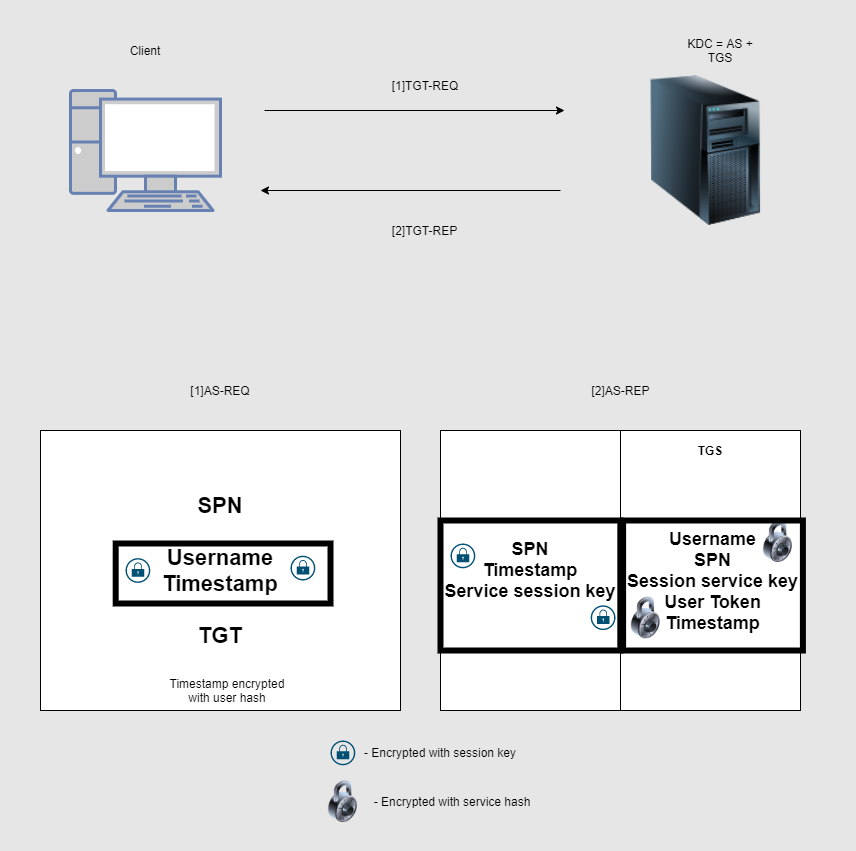 Client
KDC = AS +
TGS
[1]TGT-REQ
[2]TGT-REP
[1]AS-REQ
[2]AS-REP
SPN
Username
Timestamp
TGT
Timestamp encrypted
with user hash
SPN
Timestamp
Service session key
TGS
Username
SPN
Session service key
User Token
Timestamp
- Encrypted with session key
- Encrypted with service hash